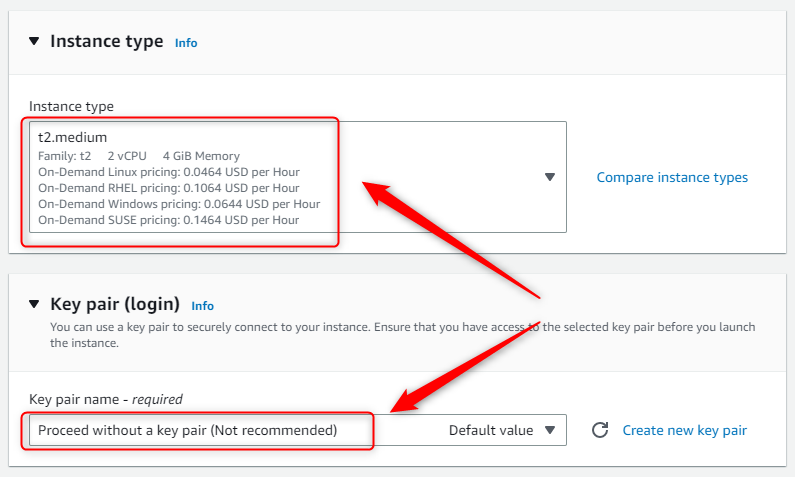 Instance type Info
Instance type
t2.medium
Family: t2 2 vCPU 4 GiB Memory
On-Demand Linux pricing: 0.0464 USD per Hour
On-Demand RHEL pricing: 0.1064 USD per Hour
On-Demand Windows pricing: 0.0644 USD per Hour
On-Demand SUSE pricing: 0.1464 USD per Hour
Compare instance types
Key pair (login) Info
You can use a key pair to securely connect to your instance. Ensure that you have access to the selected key pair before you launch
the instance.
Key pair name - required
Proceed without a key pair (Not recommended) Default value
Create new key pair